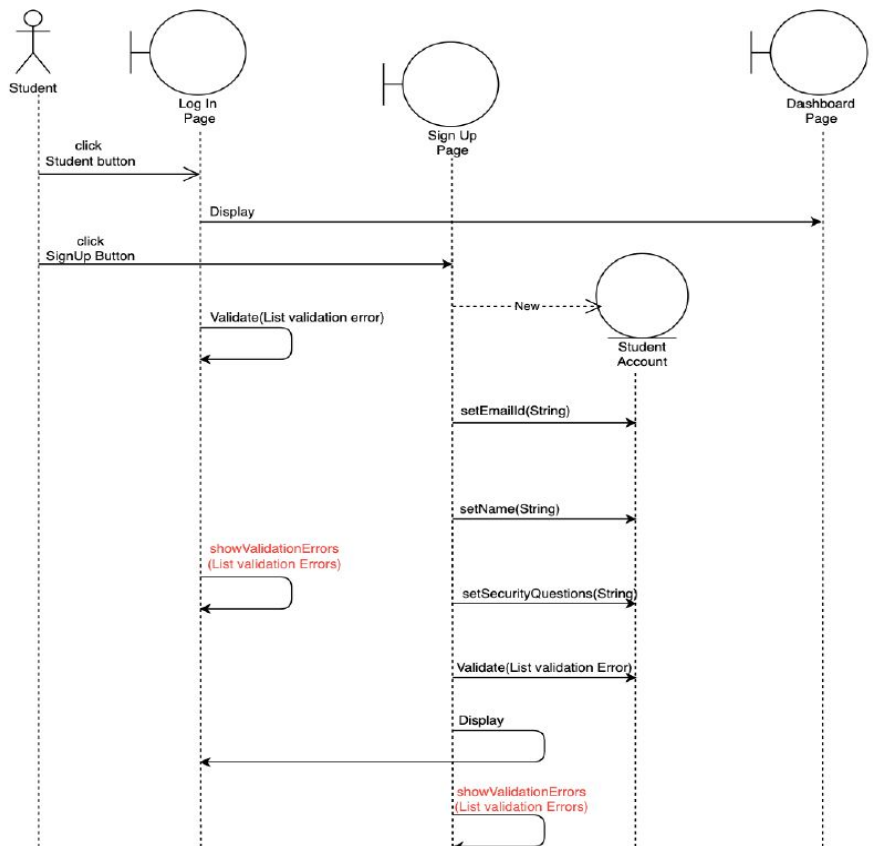 Student
Log In
Page
Sign Up
Page
Dashboard
Page
click
Student button
Display
click
SignUp Button
New
Validate(List validation error)
Student
Account
setEmailId(String)
setName(String)
showValidationErrors
(List validation Errors)
setSecurityQuestions(String)
Validate(List validation Error)
Display
showValidationErrors
(List validation Errors)